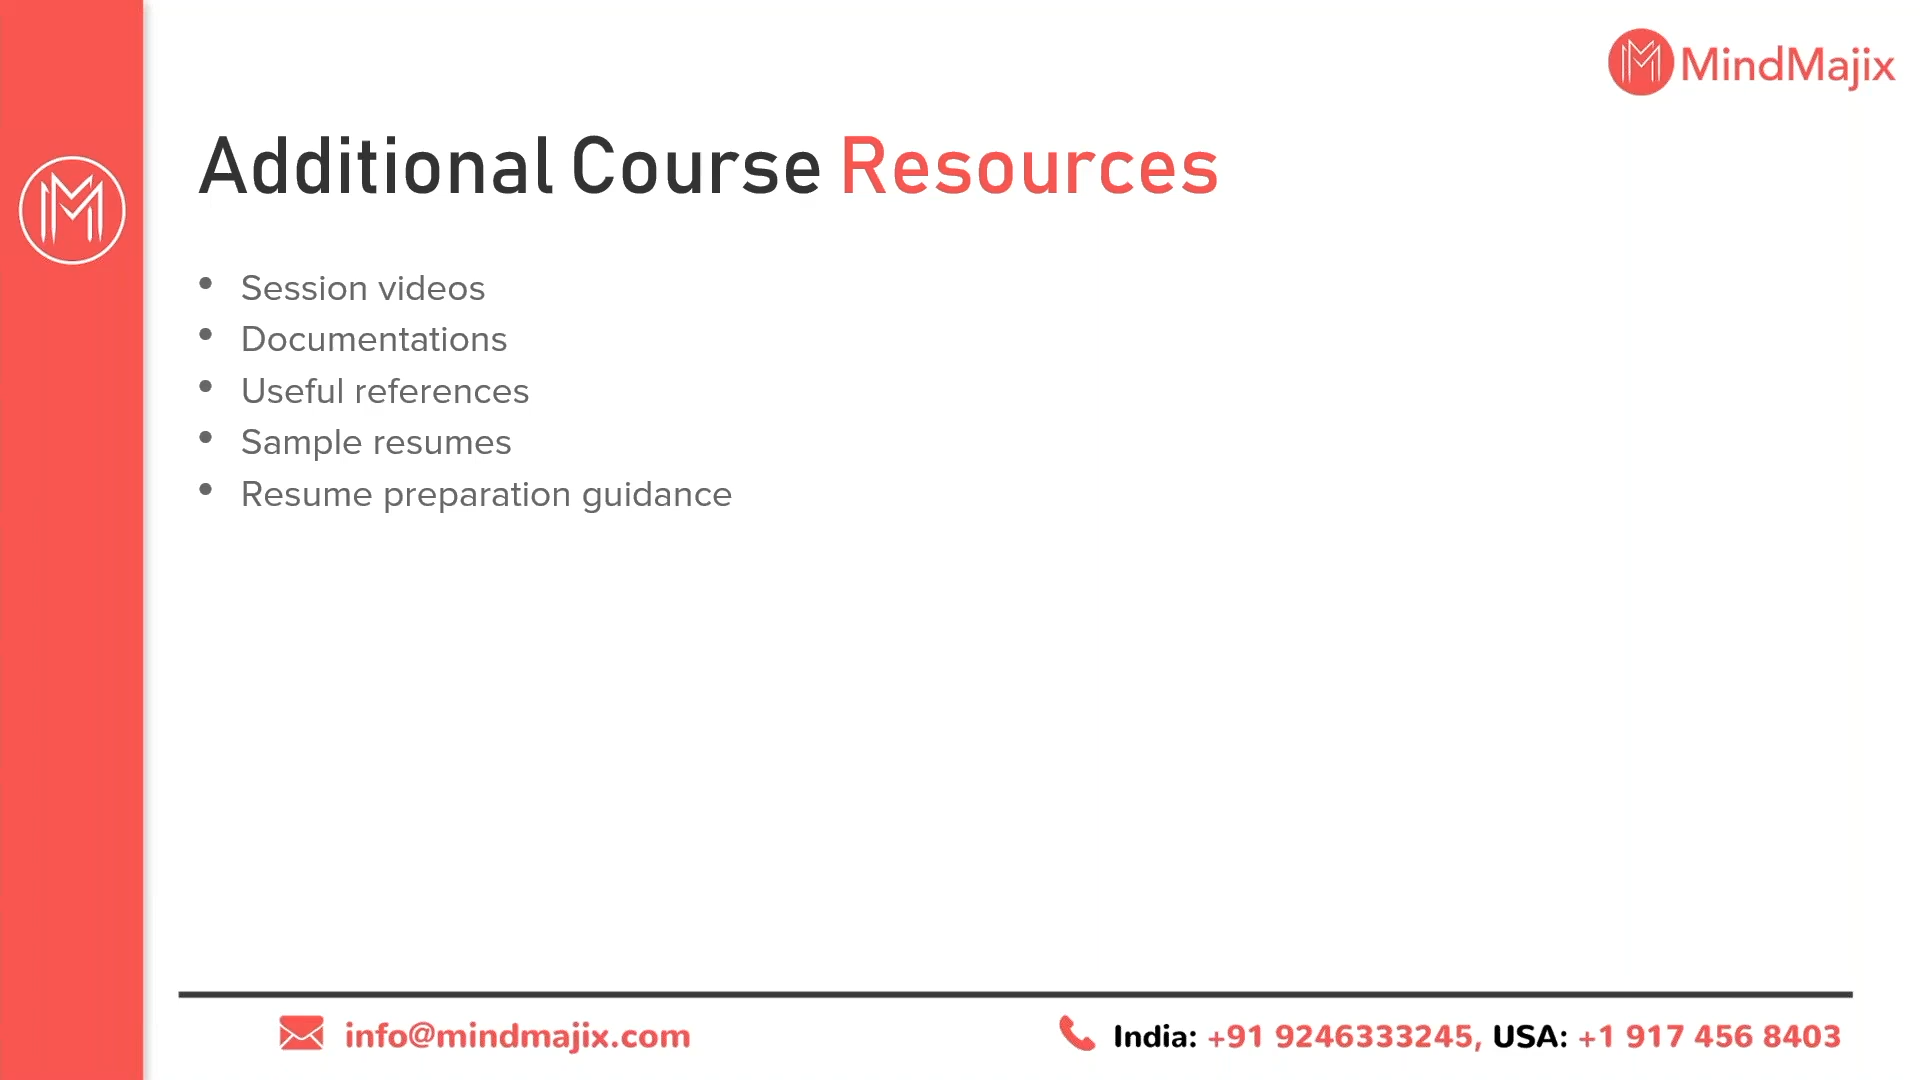 MindMajix
Additional Course Resources
• Session videos
• Documentations
• Useful references
• Sample resumes
• Resume preparation guidance
info@mindmajix.com
India: +91 9246333245, USA: +1 917 456 8403